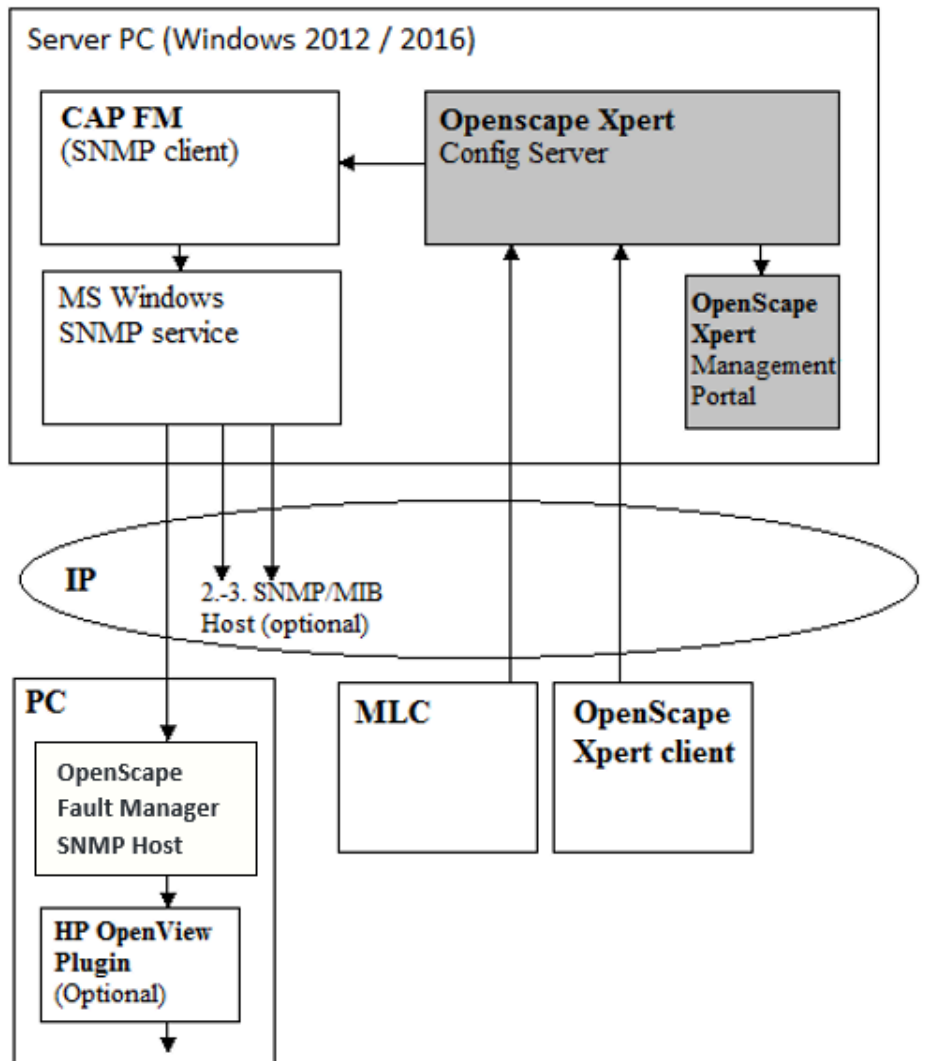 Server PC (Windows 2012 / 2016)
CAP FM
(SNMP client)
Openscape Xpert
Config Server
MS Windows
SNMP service
OpenScape
Xpert
Management
Portal
IP
2.-3. SNMP/MIB
Host (optional)
PC
OpenScape
Fault Manager
SNMP Host
HP OpenView
Plugin
(Optional)
MLC
OpenScape
Xpert client